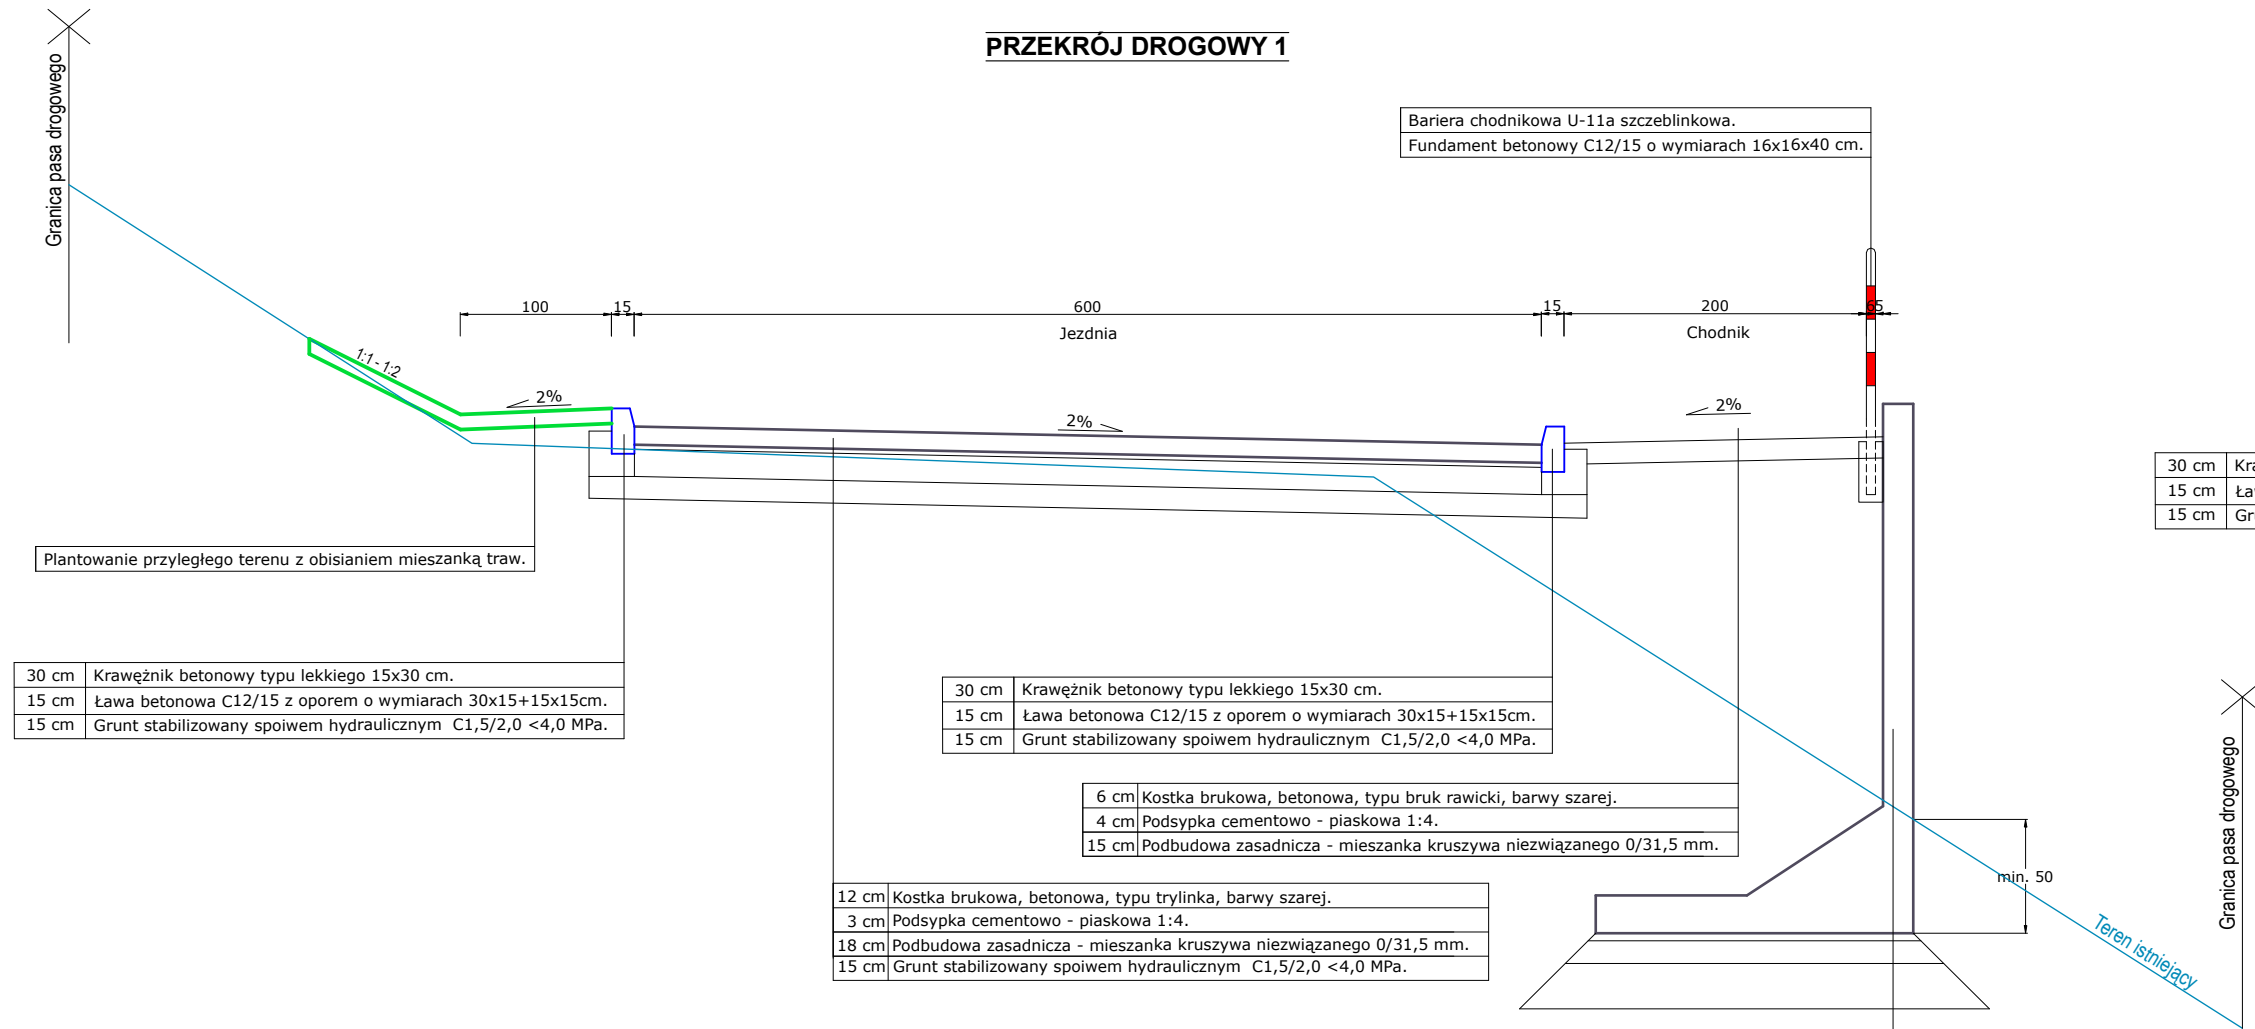 PRZEKRÓJ DROGOWY 1
Granica pasa drogowego
Bariera chodnikowa U-11a szczeblinkowa.
Fundament betonowy C12/15 o wymiarach 16x16x40 cm.
100
15
600
15
200
65
Jezdnia
Chodnik
1:1 - 1:2
2%
2%
2%
Plantowanie przyległego terenu z obisianiem mieszanką traw.
30 cm Krawężnik betonowy typu lekkiego 15x30 cm.
15 cm Ława betonowa C12/15 z oporem o wymiarach 30x15+15x15cm.
15 cm Grunt stabilizowany spoiwem hydraulicznym C1,5/2,0 <4,0 MPa.
30 cm Krawężnik betonowy typu lekkiego 15x30 cm.
15 cm Ława betonowa C12/15 z oporem o wymiarach 30x15+15x15cm.
15 cm Grunt stabilizowany spoiwem hydraulicznym C1,5/2,0 <4,0 MPa.
6 cm Kostka brukowa, betonowa, typu bruk rawicki, barwy szarej.
4 cm Podsypka cementowo - piaskowa 1:4.
15 cm Podbudowa zasadnicza - mieszanka kruszywa niezwiązanego 0/31,5 mm.
12 cm Kostka brukowa, betonowa, typu trylinka, barwy szarej.
3 cm Podsypka cementowo - piaskowa 1:4.
18 cm Podbudowa zasadnicza - mieszanka kruszywa niezwiązanego 0/31,5 mm.
15 cm Grunt stabilizowany spoiwem hydraulicznym C1,5/2,0 <4,0 MPa.
min. 50
Teren istniejący
Granica pasa drogowego
30 cm
15 cm
15 cm